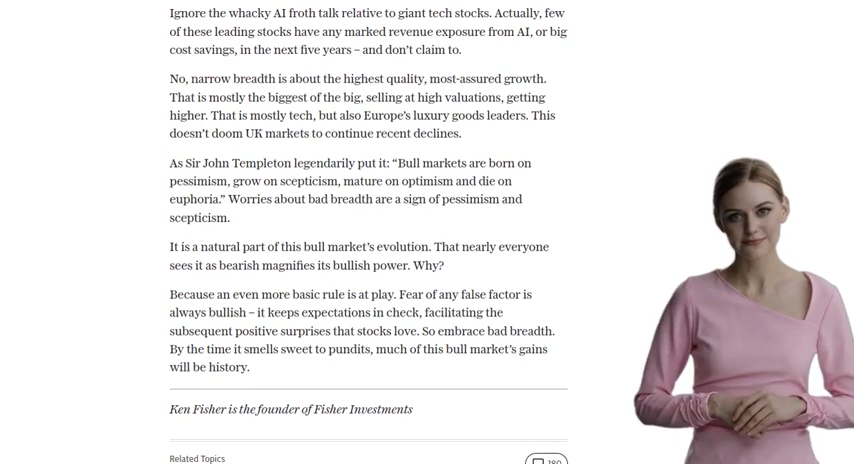 Ignore the whacky AI froth talk relative to giant tech stocks. Actually, few
of these leading stocks have any marked revenue exposure from AI, or big
cost savings, in the next five years – and don’t claim to.
No, narrow breadth is about the highest quality, most-assured growth.
That is mostly the biggest of the big, selling at high valuations, getting
higher. That is mostly tech, but also Europe’s luxury goods leaders. This
doesn’t doom UK markets to continue recent declines.
As Sir John Templeton legendarily put it: “Bull markets are born on
pessimism, grow on scepticism, mature on optimism and die on
euphoria.” Worries about bad breadth are a sign of pessimism and
scepticism.
It is a natural part of this bull market’s evolution. That nearly everyone
sees it as bearish magnifies its bullish power. Why?
Because an even more basic rule is at play. Fear of any false factor is
always bullish – it keeps expectations in check, facilitating the
subsequent positive surprises that stocks love. So embrace bad breadth.
By the time it smells sweet to pundits, much of this bull market’s gains
will be history.
Ken Fisher is the founder of Fisher Investments
Related Topics